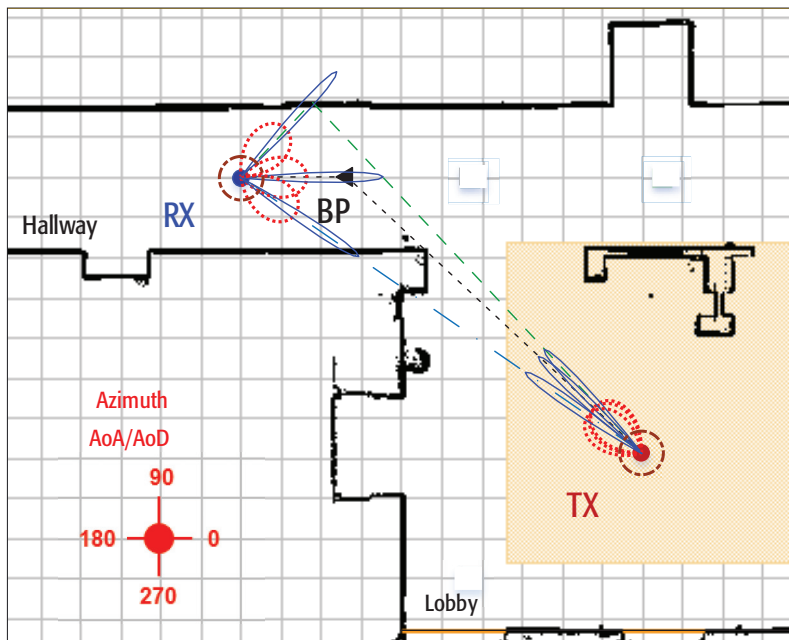 RX
BP
Hallway
Azimuth
AoA/AoD
90
180
0
270
TX
Lobby